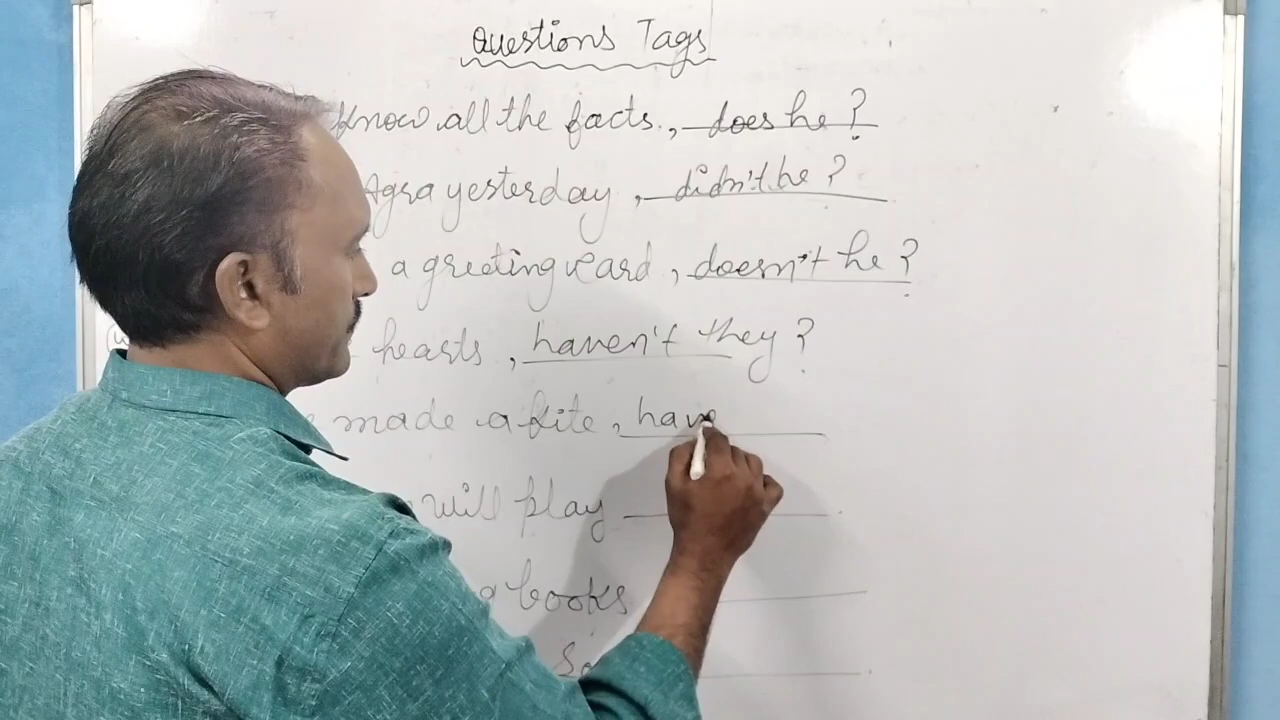 Questions Tags
know all the facts., does he?
Agra yesterday, didn't he?
a greeting card, doesn't he?
hearts, haven't they?
made a kite, have
will play
books